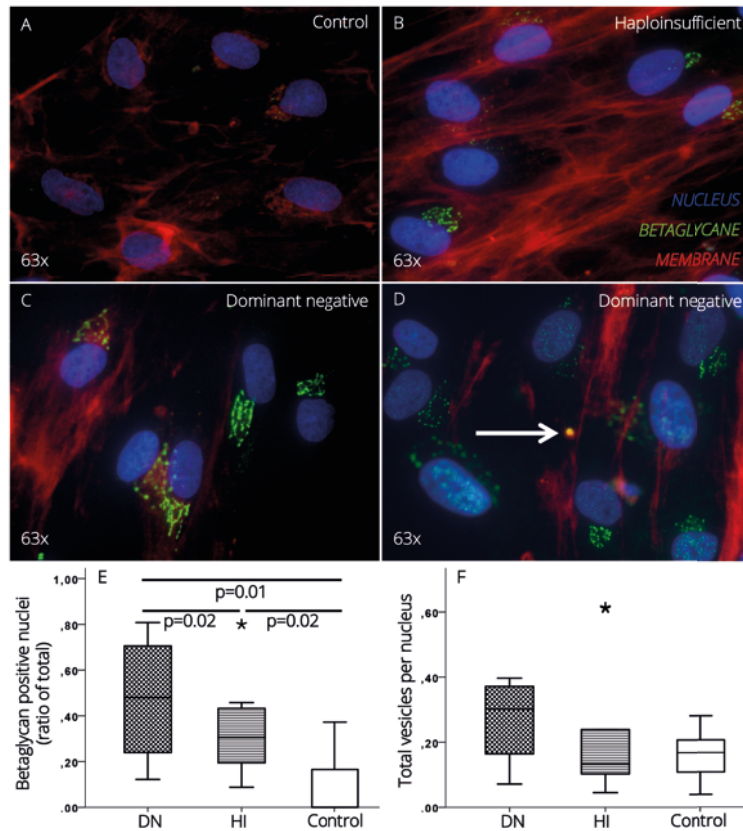 A
Control
63x
B
Haploinsufficient
NUCLEUS
BETAGLYCANE
MEMBRANE
63x
C
Dominant negative
63x
D
Dominant negative
63x
E
1,00
,80
,60
,40
,20
,00
Betaglycan positive nuclei
(ratio of total)
p=0.01
p=0.02
p=0.02
*
DN
HI
Control
F
,60
,40
,20
,00
Total vesicles per nucleus
*
DN
HI
Control